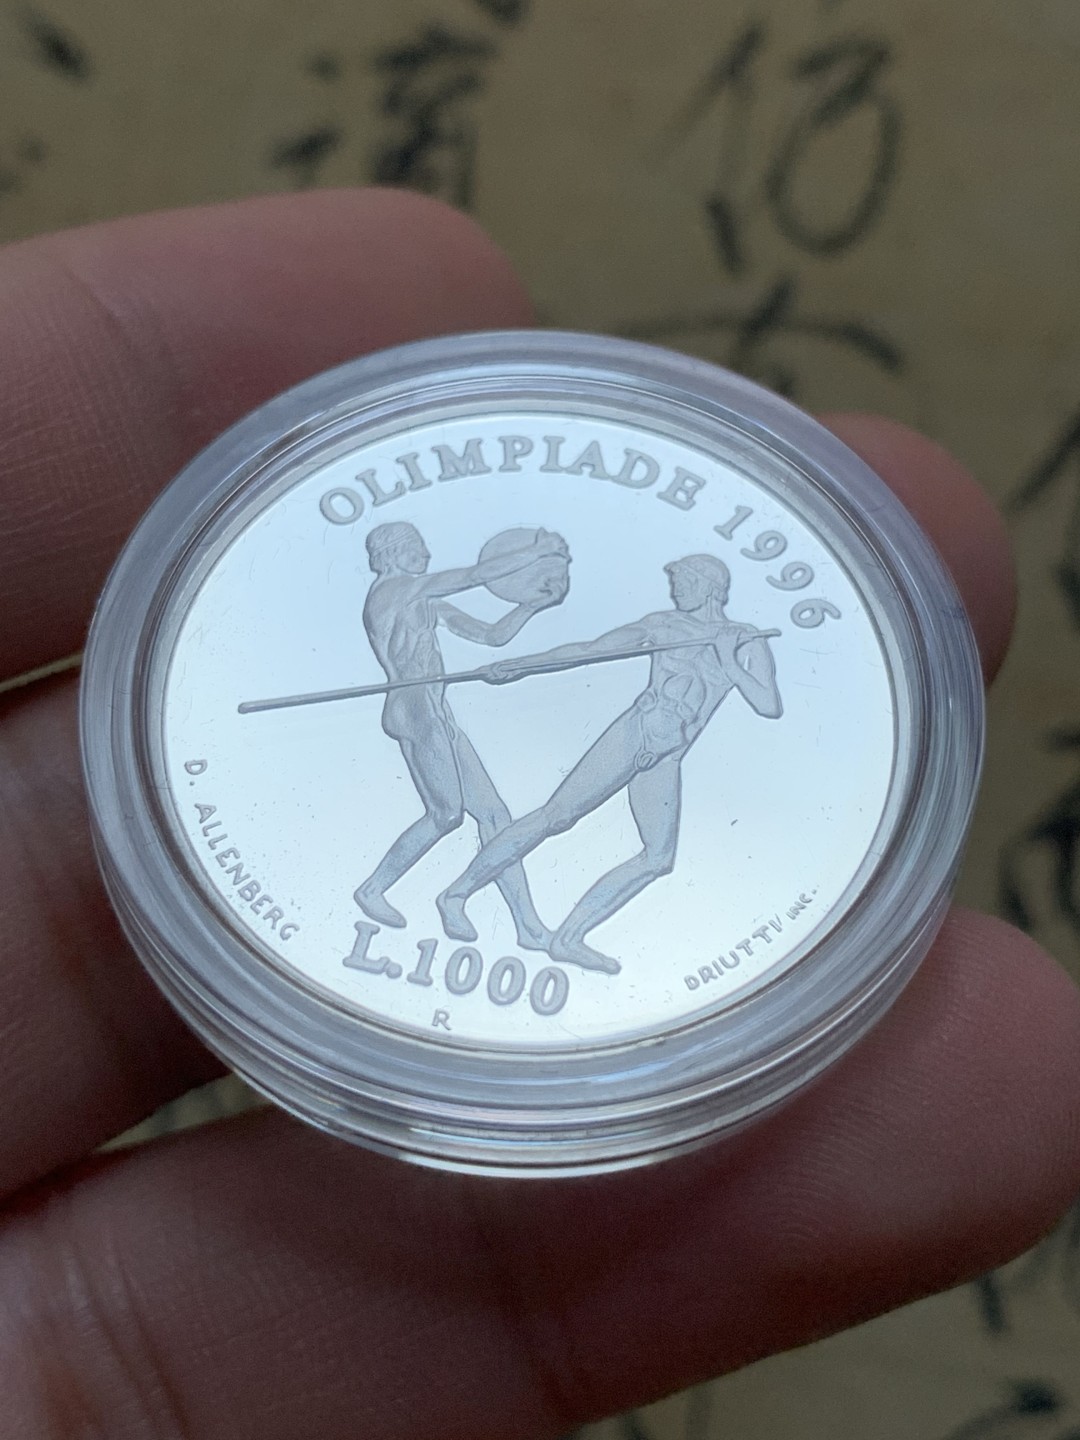 OLIMPIADE 1996
D. ALLENBERG
L.1000
R
DRIUTTI INC.